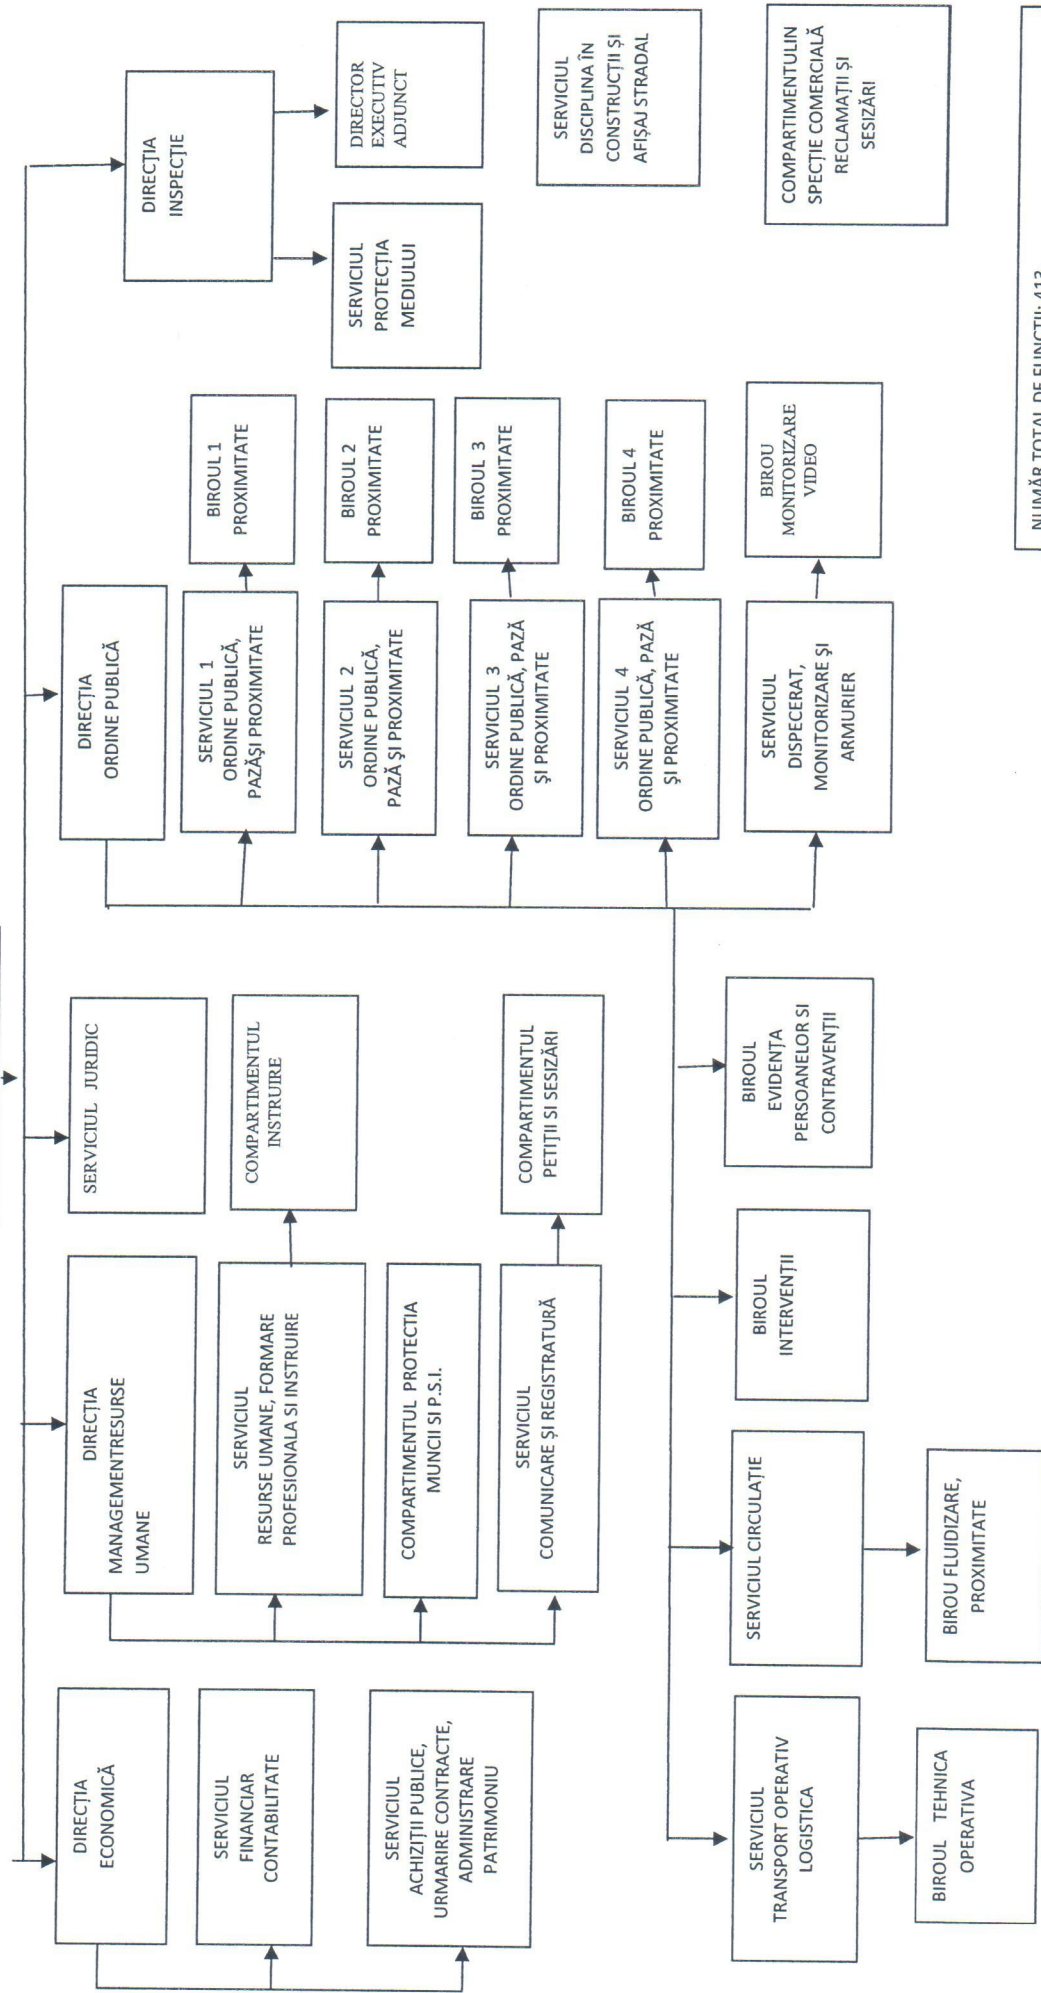 DIRECȚIA
ECONOMICĂ
SERVICIUL
FINANCIAR
CONTABILITATE
SERVICIUL
ACHIZIȚII PUBLICE,
URMARIRE CONTRACTE,
ADMINISTRARE
PATRIMONIU
DIRECȚIA
MANAGEMENTRESURSE
UMANE
SERVICIUL
RESURSE UMANE, FORMARE
PROFESIONALA SI INSTRUIRE
COMPARTIMENTUL PROTECTIA
MUNCII SI P.S.I.
SERVICIUL
COMUNICARE ȘI REGISTRATURĂ
SERVICIUL JURIDIC
COMPARTIMENTUL
INSTRUIRE
COMPARTIMENTUL
PETIȚII SI SESIZĂRI
DIRECȚIA
ORDINE PUBLICĂ
SERVICIUL 1
ORDINE PUBLICĂ,
PAZĂȘI PROXIMITATE
BIROUL 1
PROXIMITATE
SERVICIUL 2
ORDINE PUBLICĂ,
PAZĂ ȘI PROXIMITATE
BIROUL 2
PROXIMITATE
SERVICIUL 3
ORDINE PUBLICĂ, PAZĂ
ȘI PROXIMITATE
BIROUL 3
PROXIMITATE
SERVICIUL 4
ORDINE PUBLICĂ, PAZĂ
ȘI PROXIMITATE
BIROUL 4
PROXIMITATE
SERVICIUL
DISPECERAT,
MONITORIZARE ȘI
ARMURIER
BIROU
MONITORIZARE
VIDEO
DIRECȚIA
INSPECȚIE
SERVICIUL
PROTECȚIA
MEDIULUI
DIRECTOR
EXECUTIV
ADJUNCT
SERVICIUL
DISCIPLINA ÎN
CONSTRUCȚII ȘI
AFIȘAJ STRADAL
COMPARTIMENTULIN
SPECȚIE COMERCIALĂ
RECLAMAȚII ȘI
SESIZĂRI
SERVICIUL
TRANSPORT OPERATIV
LOGISTICA
BIROUL TEHNICA
OPERATIVA
SERVICIUL CIRCULAȚIE
BIROU FLUIDIZARE,
PROXIMITATE
BIROUL
INTERVENȚII
BIROUL
EVIDENȚA
PERSOANELOR SI
CONTRAVENȚII
NUMĂR TOTAL DE FUNCȚII: 413